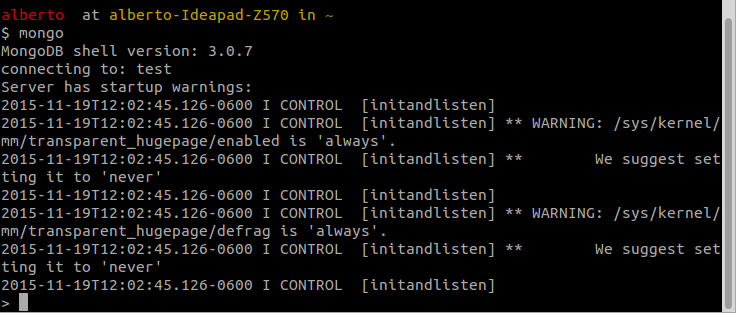 alberto  at alberto-Ideapad-Z570 in ~
$ mongo
MongoDB shell version: 3.0.7
connecting to: test
Server has startup warnings:
2015-11-19T12:02:45.126-0600 I CONTROL  [initandlisten]
2015-11-19T12:02:45.126-0600 I CONTROL  [initandlisten] ** WARNING: /sys/kernel/
mm/transparent_hugepage/enabled is 'always'.
2015-11-19T12:02:45.126-0600 I CONTROL  [initandlisten] **        We suggest set
ting it to 'never'
2015-11-19T12:02:45.126-0600 I CONTROL  [initandlisten]
2015-11-19T12:02:45.126-0600 I CONTROL  [initandlisten] ** WARNING: /sys/kernel/
mm/transparent_hugepage/defrag is 'always'.
2015-11-19T12:02:45.126-0600 I CONTROL  [initandlisten] **        We suggest set
ting it to 'never'
2015-11-19T12:02:45.126-0600 I CONTROL  [initandlisten]
>